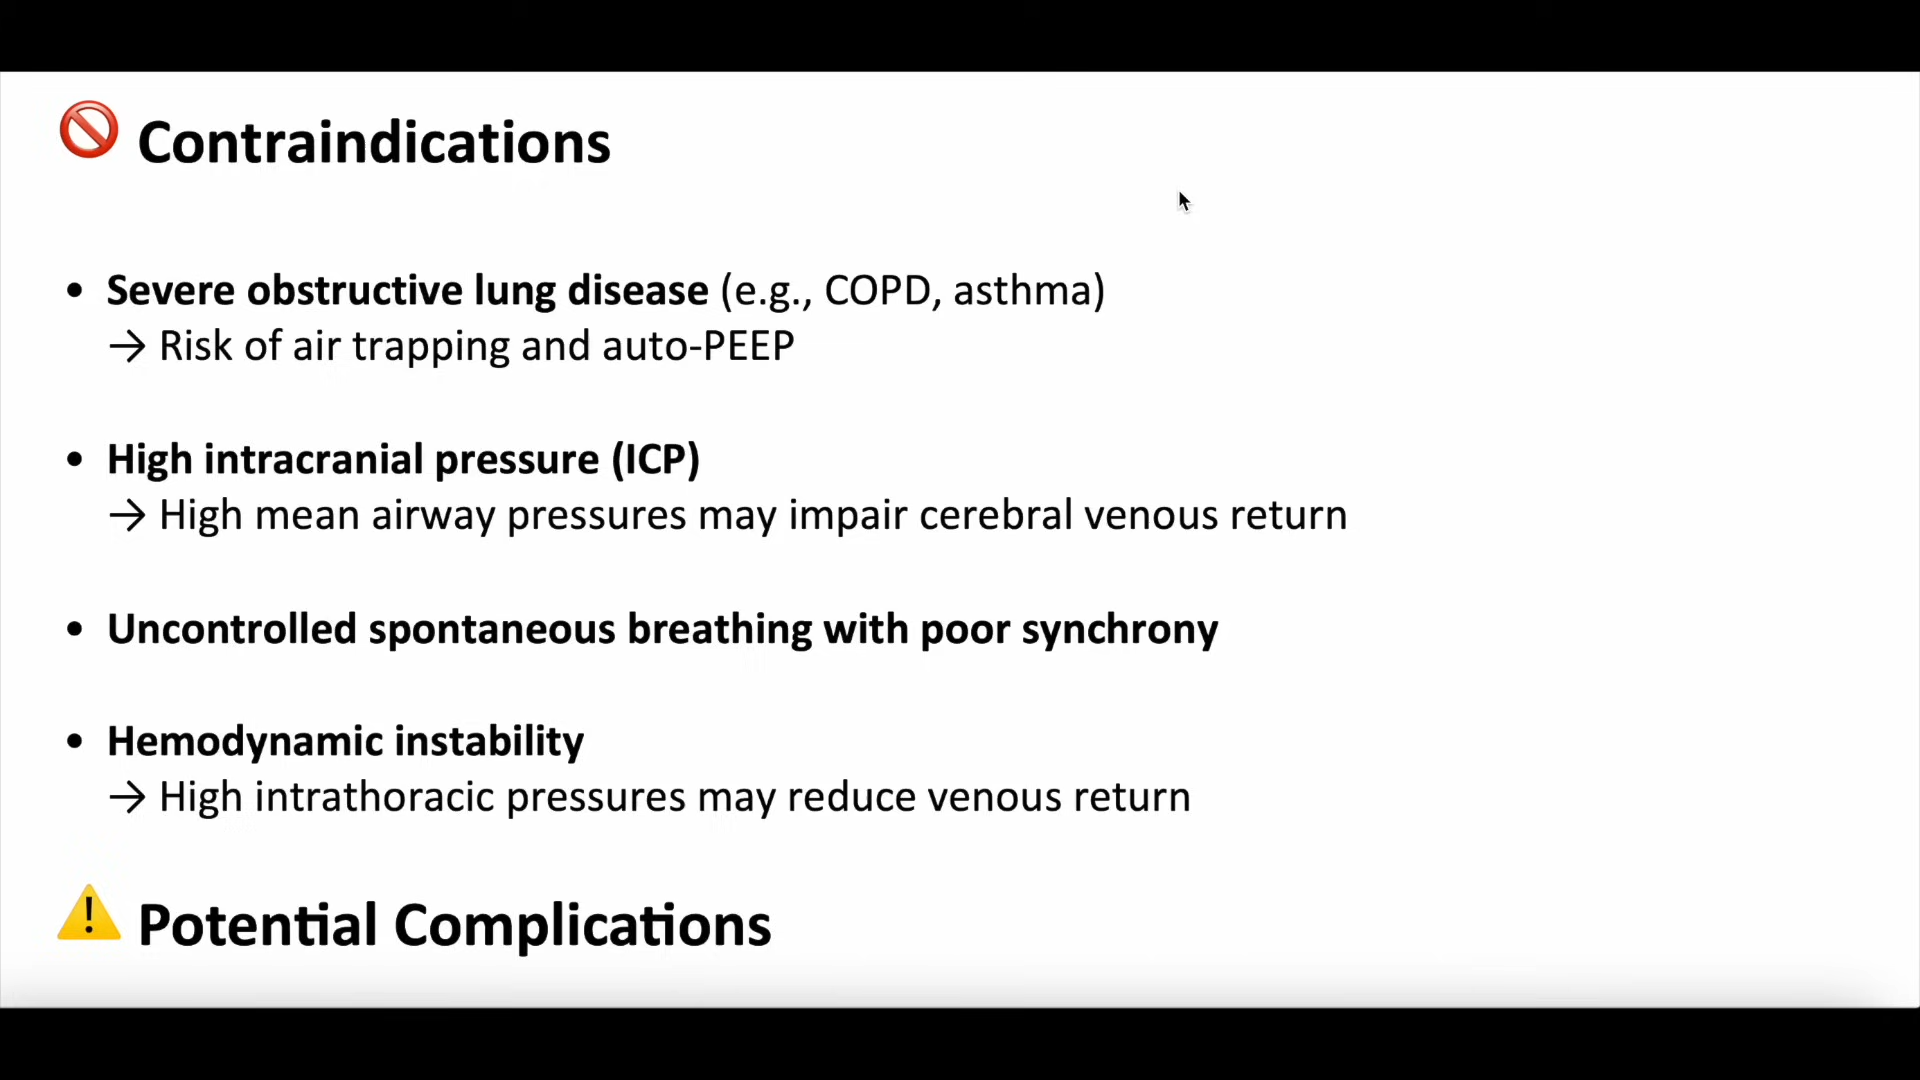 Contraindications
• Severe obstructive lung disease (e.g., COPD, asthma)
→ Risk of air trapping and auto-PEEP
• High intracranial pressure (ICP)
→ High mean airway pressures may impair cerebral venous return
• Uncontrolled spontaneous breathing with poor synchrony
• Hemodynamic instability
→ High intrathoracic pressures may reduce venous return
Potential Complications